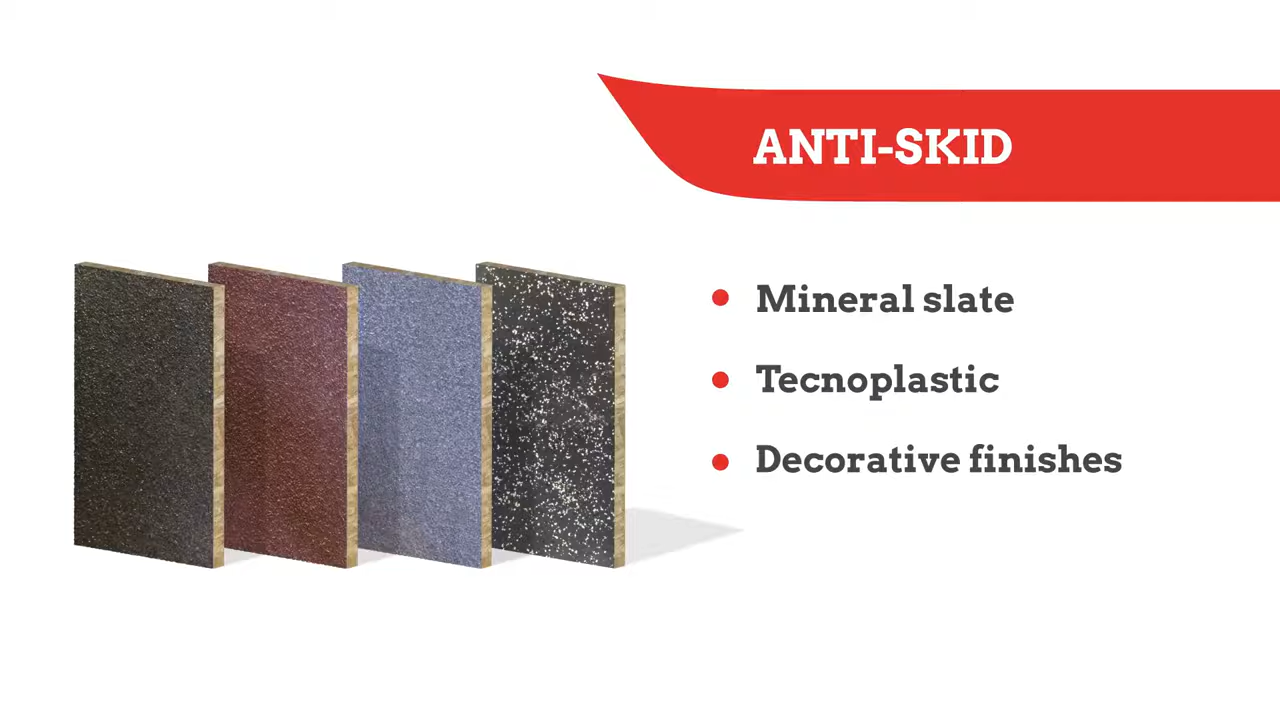 ANTI-SKID
Mineral slate
Tecnoplastic
Decorative finishes